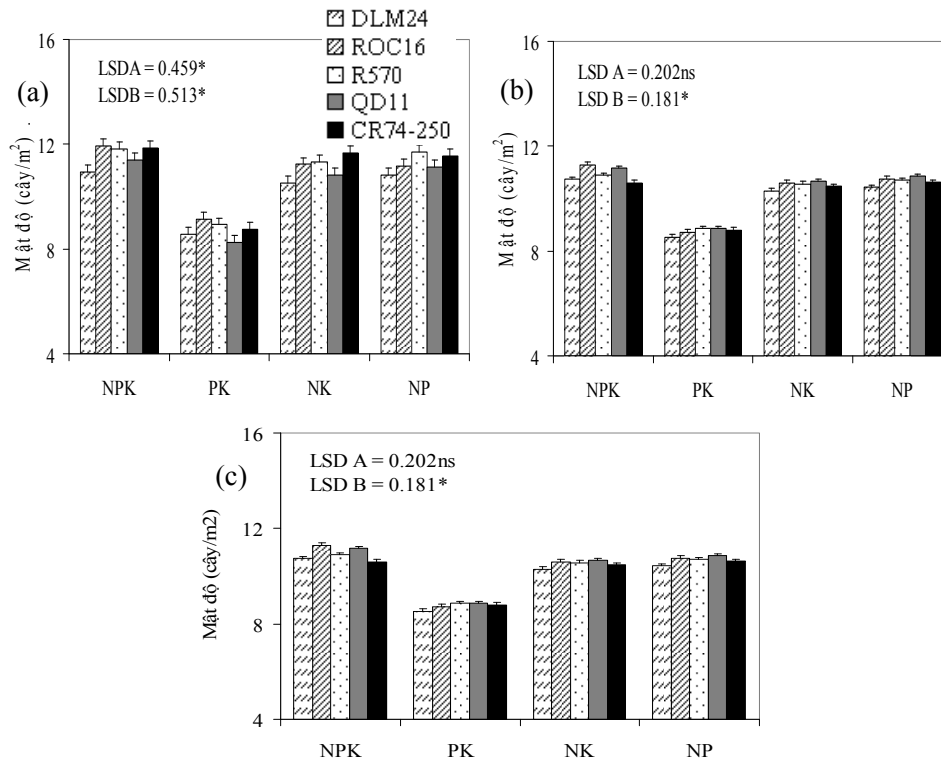 DLM24
ROC16
R570
QD11
CR74-250
(a)
LSDA = 0.459*
LSDB = 0.513*
Mật độ (cây/m²)
16
12
8
4
NPK PK NK NP
(b)
LSD A = 0.202ns
LSD B = 0.181*
Mật độ (cây/m²)
16
12
8
4
NPK PK NK NP
(c)
LSD A = 0.202ns
LSD B = 0.181*
Mật độ (cây/m2)
16
12
8
4
NPK PK NK NP